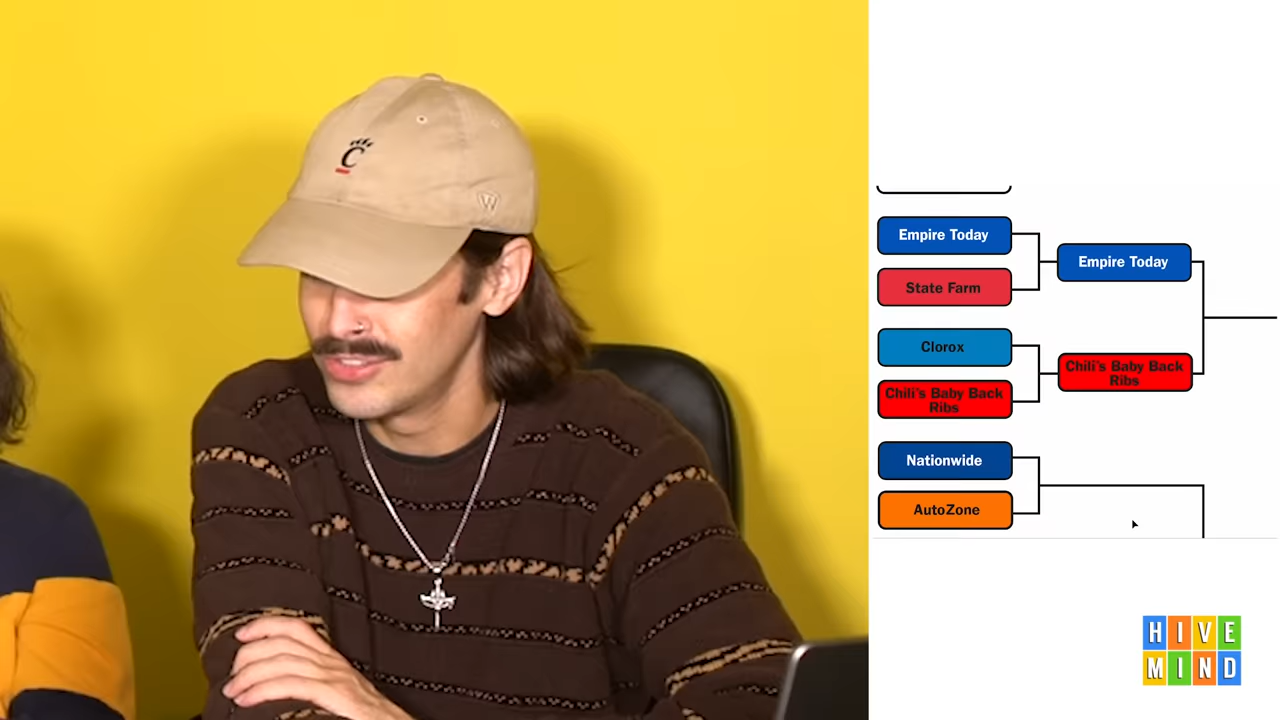 C
W
Empire Today
State Farm
Empire Today
Clorox
Chili's Baby Back
Ribs
Chili's Baby Back
Ribs
Nationwide
AutoZone
HIVE
MIND